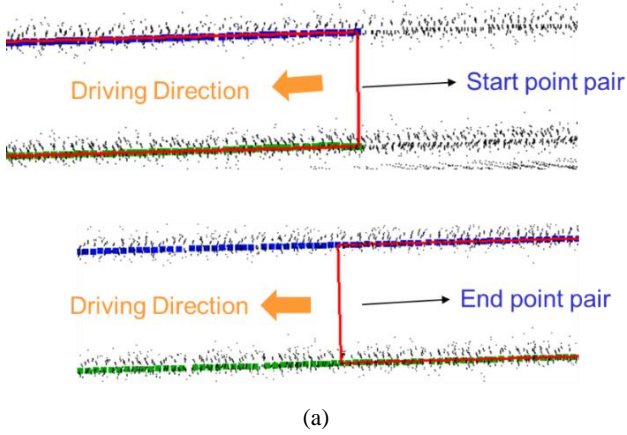 Driving Direction
Start point pair
Driving Direction
End point pair
(a)